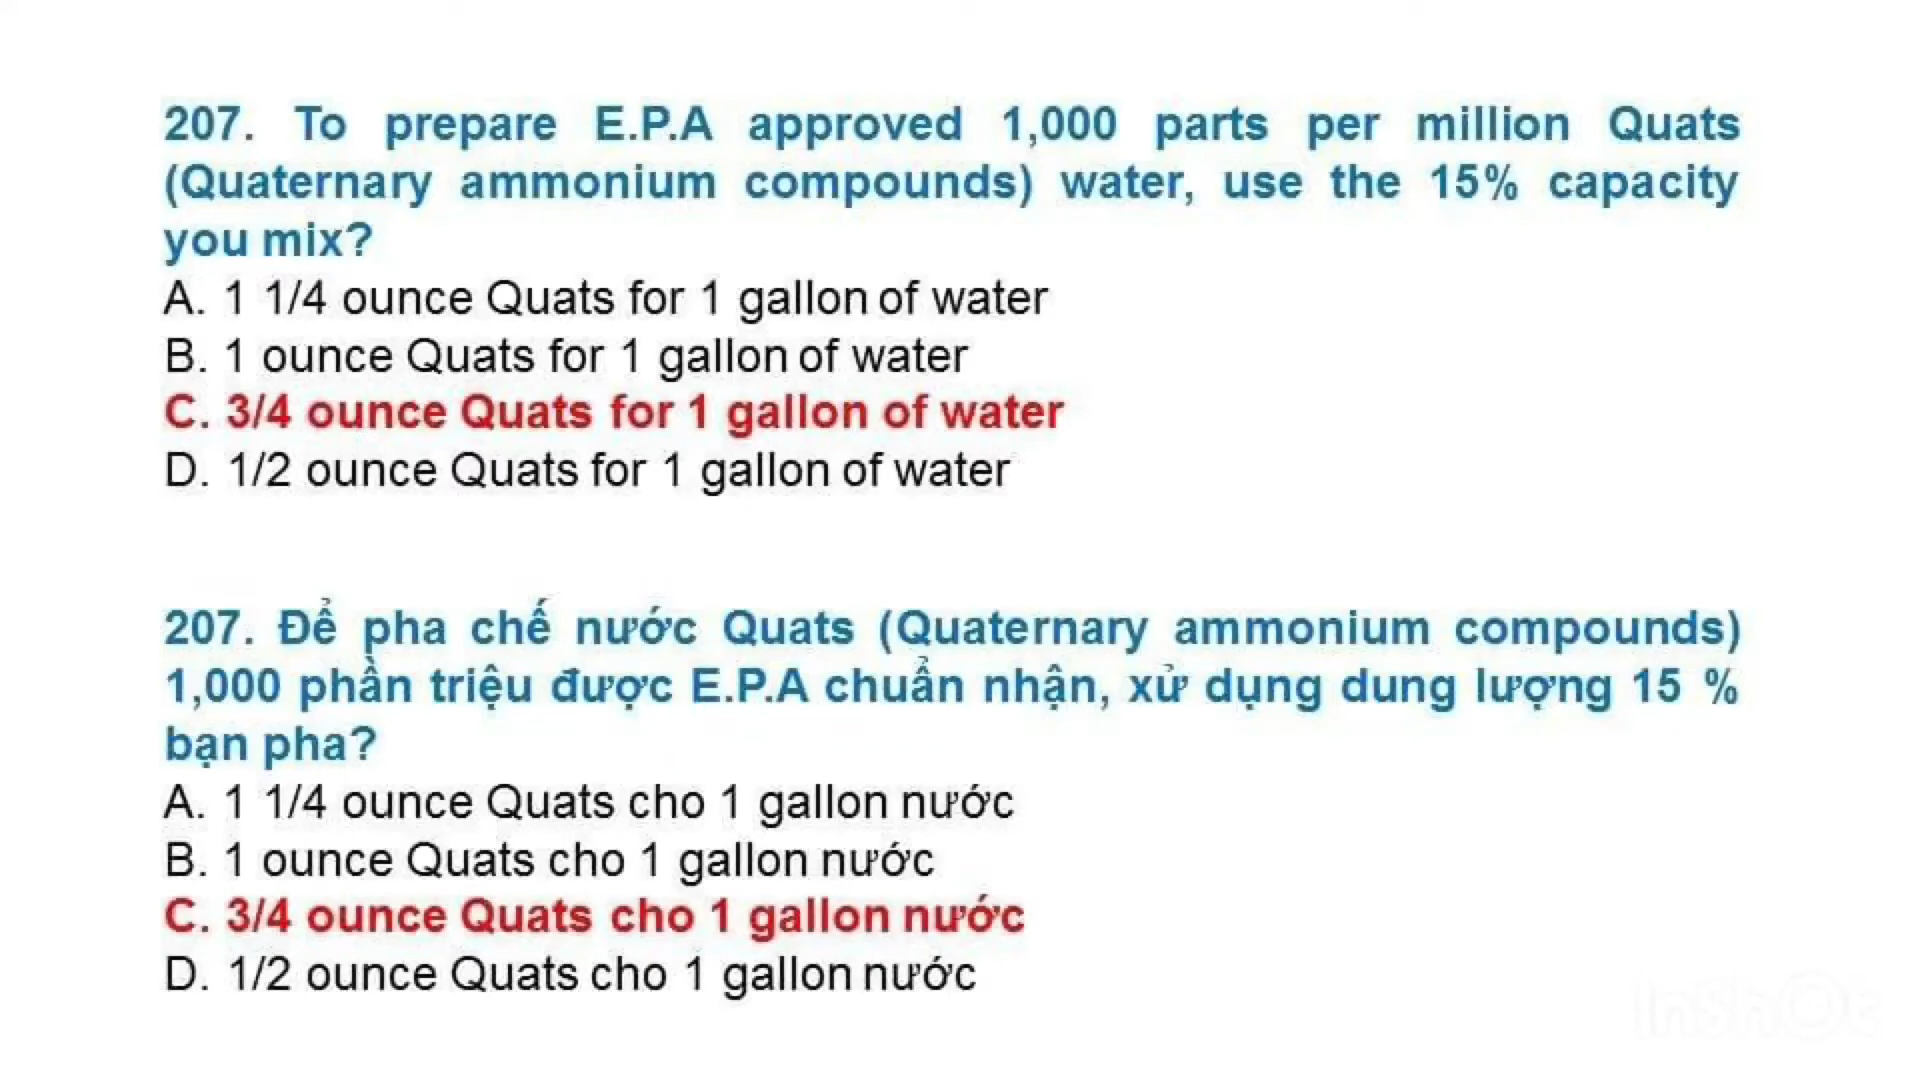 207. To prepare E.P.A approved 1,000 parts per million Quats
(Quaternary ammonium compounds) water, use the 15% capacity
you mix?
A. 1 1/4 ounce Quats for 1 gallon of water
B. 1 ounce Quats for 1 gallon of water
C. 3/4 ounce Quats for 1 gallon of water
D. 1/2 ounce Quats for 1 gallon of water
207. Để pha chế nước Quats (Quaternary ammonium compounds)
1,000 phần triệu được E.P.A chuẩn nhận, xử dụng dung lượng 15 %
bạn pha?
A. 1 1/4 ounce Quats cho 1 gallon nước
B. 1 ounce Quats cho 1 gallon nước
C. 3/4 ounce Quats cho 1 gallon nước
D. 1/2 ounce Quats cho 1 gallon nước
InShOt